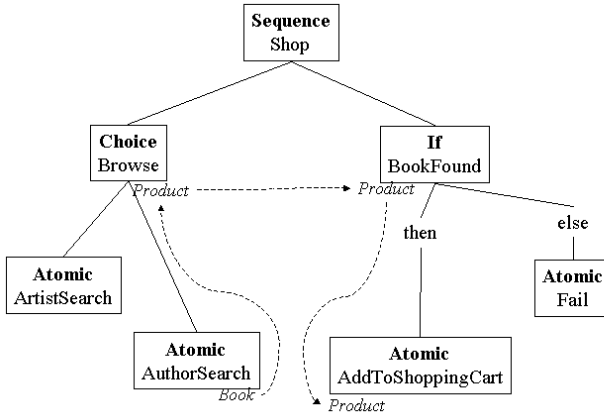 Sequence
Shop
Choice
Browse
If
BookFound
Product
Product
then
else
Atomic
ArtistSearch
Atomic
Fail
Atomic
AuthorSearch
Atomic
AddToShoppingCart
Book
Product